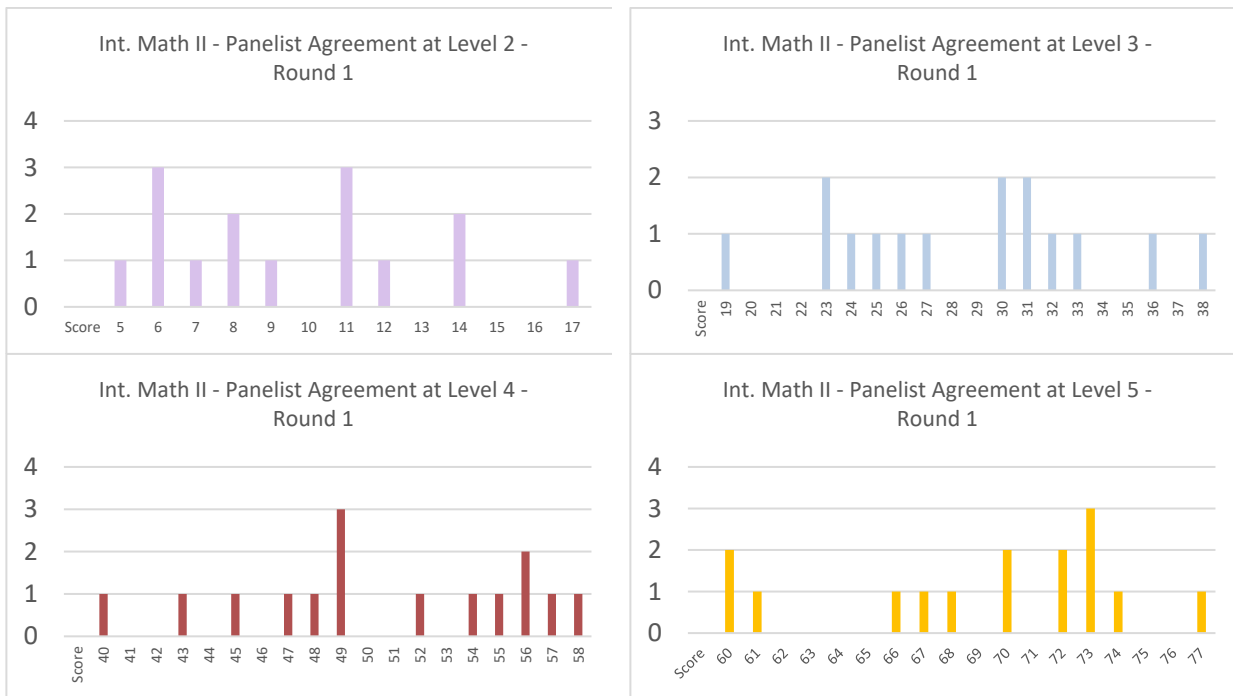 Int. Math II - Panelist Agreement at Level 2 -
Round 1
4
3
2
1
0
Score 5 6 7 8 9 10 11 12 13 14 15 16 17
Int. Math II - Panelist Agreement at Level 3 -
Round 1
3
2
1
0
Score 19 20 21 22 23 24 25 26 27 28 29 30 31 32 33 34 35 36 37 38
Int. Math II - Panelist Agreement at Level 4 -
Round 1
4
3
2
1
0
Score 40 41 42 43 44 45 46 47 48 49 50 51 52 53 54 55 56 57 58
Int. Math II - Panelist Agreement at Level 5 -
Round 1
4
3
2
1
0
Score 60 61 62 63 64 65 66 67 68 69 70 71 72 73 74 75 76 77